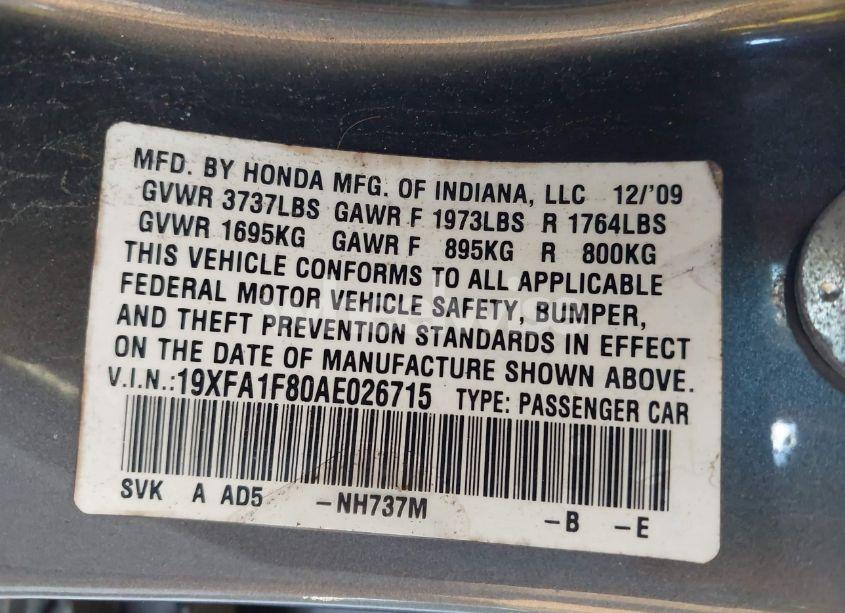 MFD. BY HONDA MFG. OF INDIANA, LLC 12/'09
GVWR 3737LBS GAWR F 1973LBS R 1764LBS
GVWR 1695KG GAWR F 895KG R 800KG
THIS VEHICLE CONFORMS TO ALL APPLICABLE
FEDERAL MOTOR VEHICLE SAFETY, BUMPER,
AND THEFT PREVENTION STANDARDS IN EFFECT
ON THE DATE OF MANUFACTURE SHOWN ABOVE.
V.I.N.:19XFA1F80AE026715 TYPE: PASSENGER CAR
SVK A AD5 -NH737M -B -E